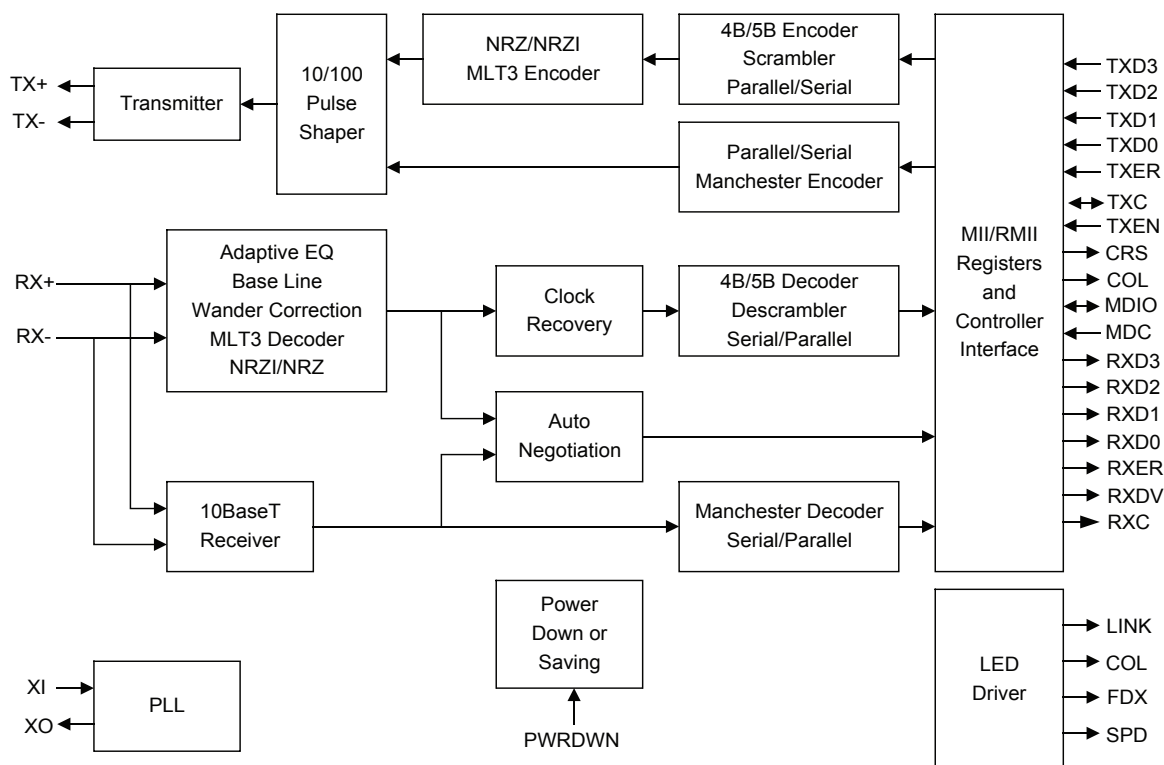 TX+
TX-
Transmitter
10/100
Pulse
Shaper
NRZ/NRZI
MLT3 Encoder
4B/5B Encoder
Scrambler
Parallel/Serial
Parallel/Serial
Manchester Encoder
RX+
RX-
Adaptive EQ
Base Line
Wander Correction
MLT3 Decoder
NRZI/NRZ
Clock
Recovery
4B/5B Decoder
Descrambler
Serial/Parallel
Auto
Negotiation
10BaseT
Receiver
Manchester Decoder
Serial/Parallel
MII/RMII
Registers
and
Controller
Interface
TXD3
TXD2
TXD1
TXD0
TXER
TXC
TXEN
CRS
COL
MDIO
MDC
RXD3
RXD2
RXD1
RXD0
RXER
RXDV
RXC
Power
Down or
Saving
PWRDWN
XI
XO
PLL
LED
Driver
LINK
COL
FDX
SPD